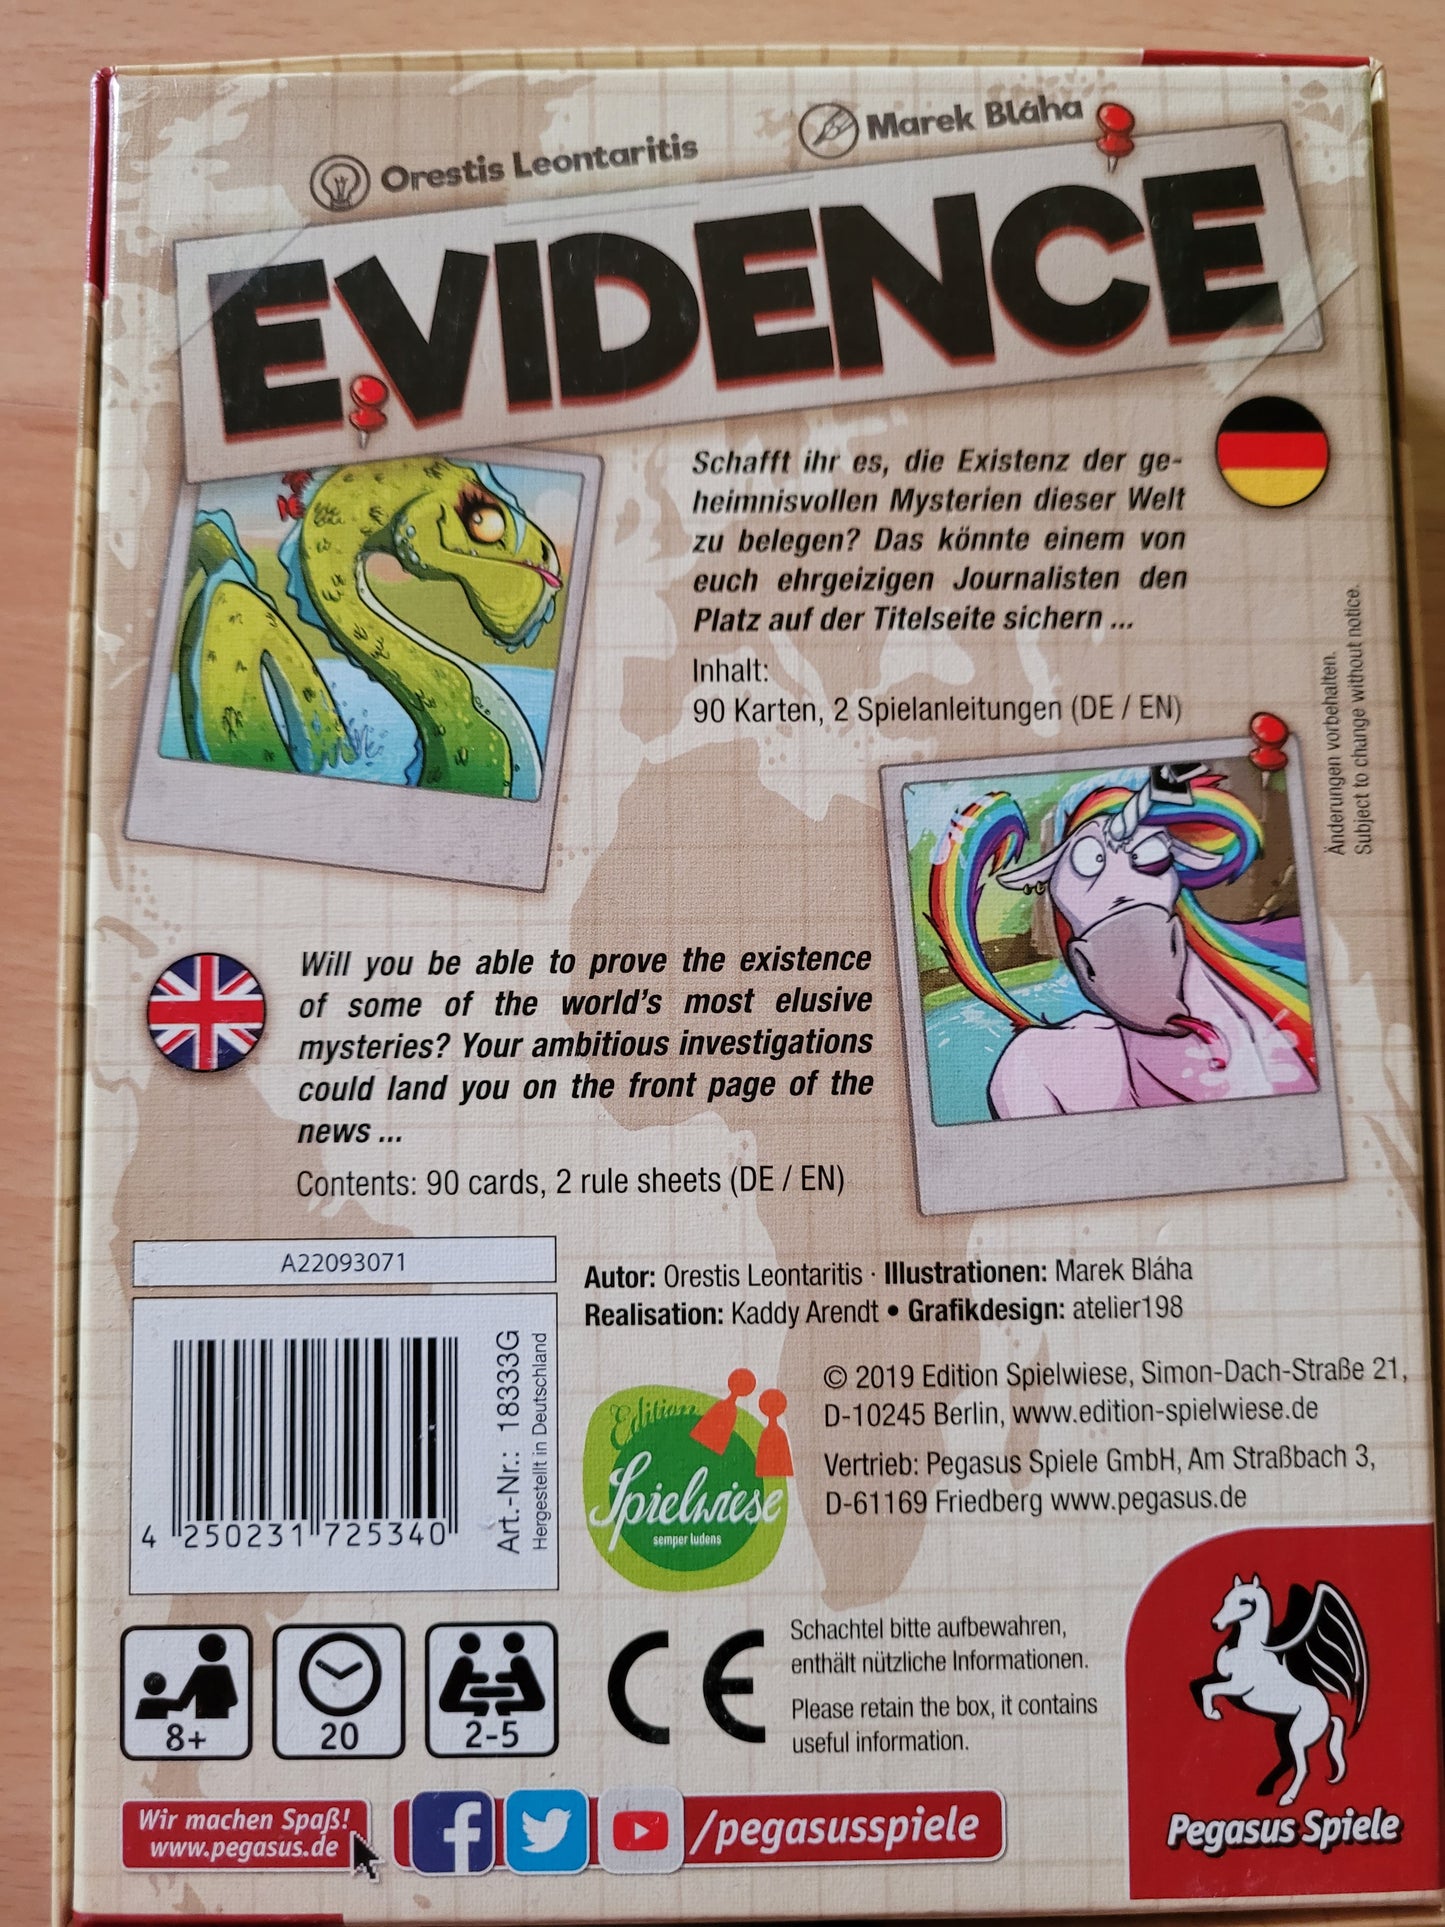 Orestis Leontaritis
Marek Bláha
EVIDENCE
Schafft ihr es, die Existenz der ge-
heimnisvollen Mysterien dieser Welt
zu belegen? Das könnte einem von
euch ehrgeizigen Journalisten den
Platz auf der Titelseite sichern ...
Inhalt:
90 Karten, 2 Spielanleitungen (DE / EN)
Änderungen vorbehalten.
Subject to change without notice.
Will you be able to prove the existence
of some of the world's most elusive
mysteries? Your ambitious investigations
could land you on the front page of the
news ...
Contents: 90 cards, 2 rule sheets (DE / EN)
A22093071
4 250231 725340
Art.-Nr.: 18333G
Hergestellt in Deutschland
Autor: Orestis Leontaritis · Illustrationen: Marek Bláha
Realisation: Kaddy Arendt • Grafikdesign: atelier198
Edition
Spielwiese
semper ludens
© 2019 Edition Spielwiese, Simon-Dach-Straße 21,
D-10245 Berlin, www.edition-spielwiese.de
Vertrieb: Pegasus Spiele GmbH, Am Straßbach 3,
D-61169 Friedberg www.pegasus.de
8+
20
2-5
CE
Schachtel bitte aufbewahren,
enthält nützliche Informationen.
Please retain the box, it contains
useful information.
Wir machen Spaß!
www.pegasus.de
/pegasusspiele
Pegasus Spiele